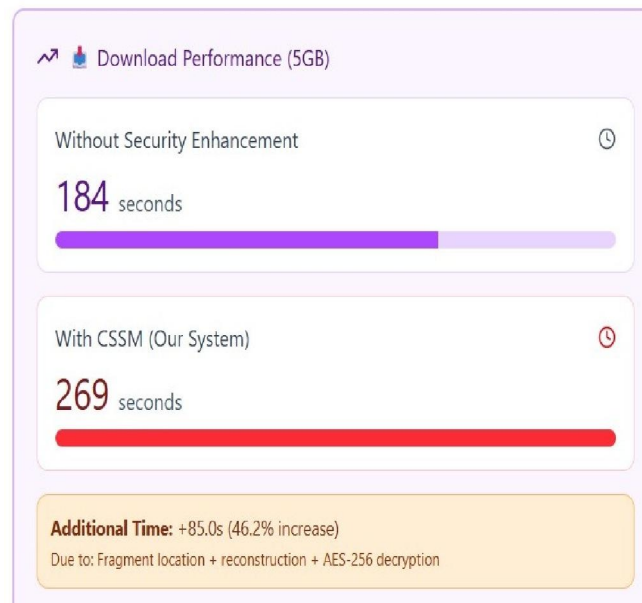 Download Performance (5GB)
Without Security Enhancement
184 seconds
With CSSM (Our System)
269 seconds
Additional Time: +85.0s (46.2% increase)
Due to: Fragment location + reconstruction + AES-256 decryption